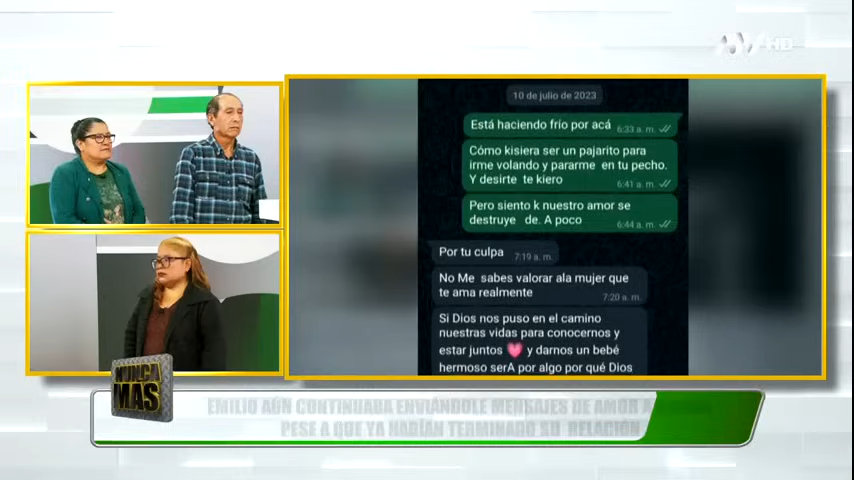 HD
10 de julio de 2023
Está haciendo frio por acá 6:33 a. m.
Cómo kisiera ser un pajarito para
irme volando y pararme en tu pecho.
Y desirte te kiero 6:41 a. m.
Pero siento k nuestro amor se
destruye de. A poco 6:44 a. m.
Por tu culpa 7:19 a. m.
No Me sabes valorar ala mujer que
te ama realmente 7:20 a. m.
Si Dios nos puso en el camino
nuestras vidas para conocernos y
estar juntos 💗 y darnos un bebé
hermoso serA por algo por qué Dios
NUNCA
MÁS
EMILIO AÚN CONTINUABA ENVIÁNDOLE MENSAJES DE AMOR A
PESE A QUE YA HABÍAN TERMINADO SU RELACIÓN